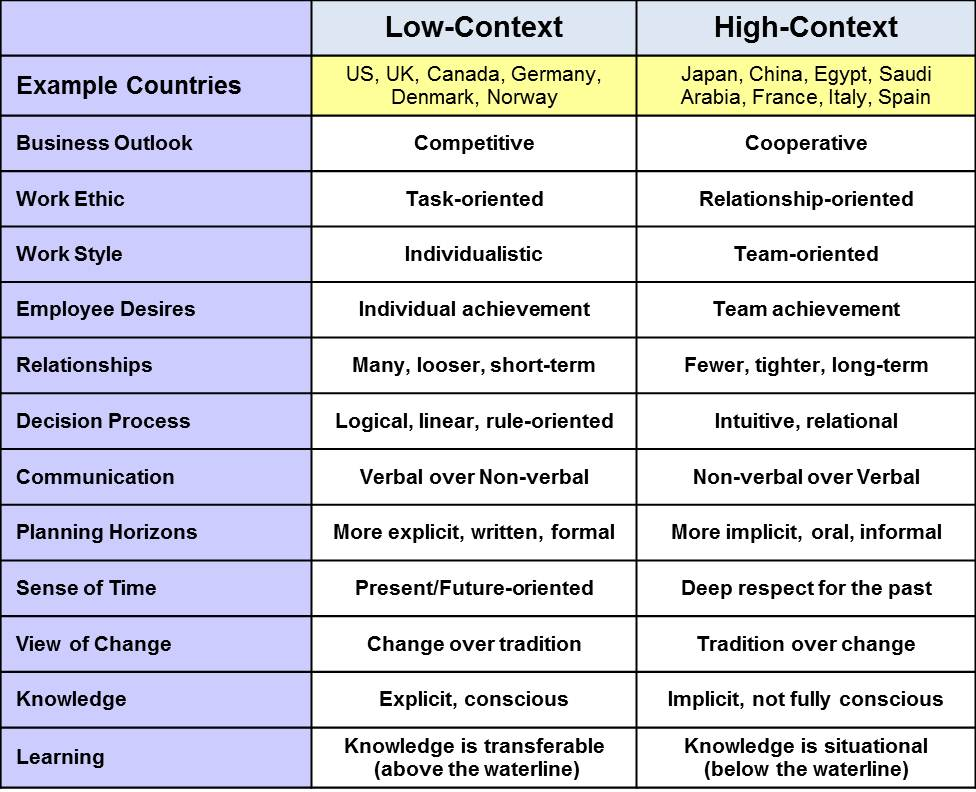 Low-Context High-Context
Example Countries
US, UK, Canada, Germany,
Denmark, Norway
Japan, China, Egypt, Saudi
Arabia, France, Italy, Spain
Business Outlook Competitive Cooperative
Work Ethic Task-oriented Relationship-oriented
Work Style Individualistic Team-oriented
Employee Desires Individual achievement Team achievement
Relationships Many, looser, short-term Fewer, tighter, long-term
Decision Process Logical, linear, rule-oriented Intuitive, relational
Communication Verbal over Non-verbal Non-verbal over Verbal
Planning Horizons More explicit, written, formal More implicit, oral, informal
Sense of Time Present/Future-oriented Deep respect for the past
View of Change Change over tradition Tradition over change
Knowledge Explicit, conscious Implicit, not fully conscious
Learning
Knowledge is transferable
(above the waterline)
Knowledge is situational
(below the waterline)